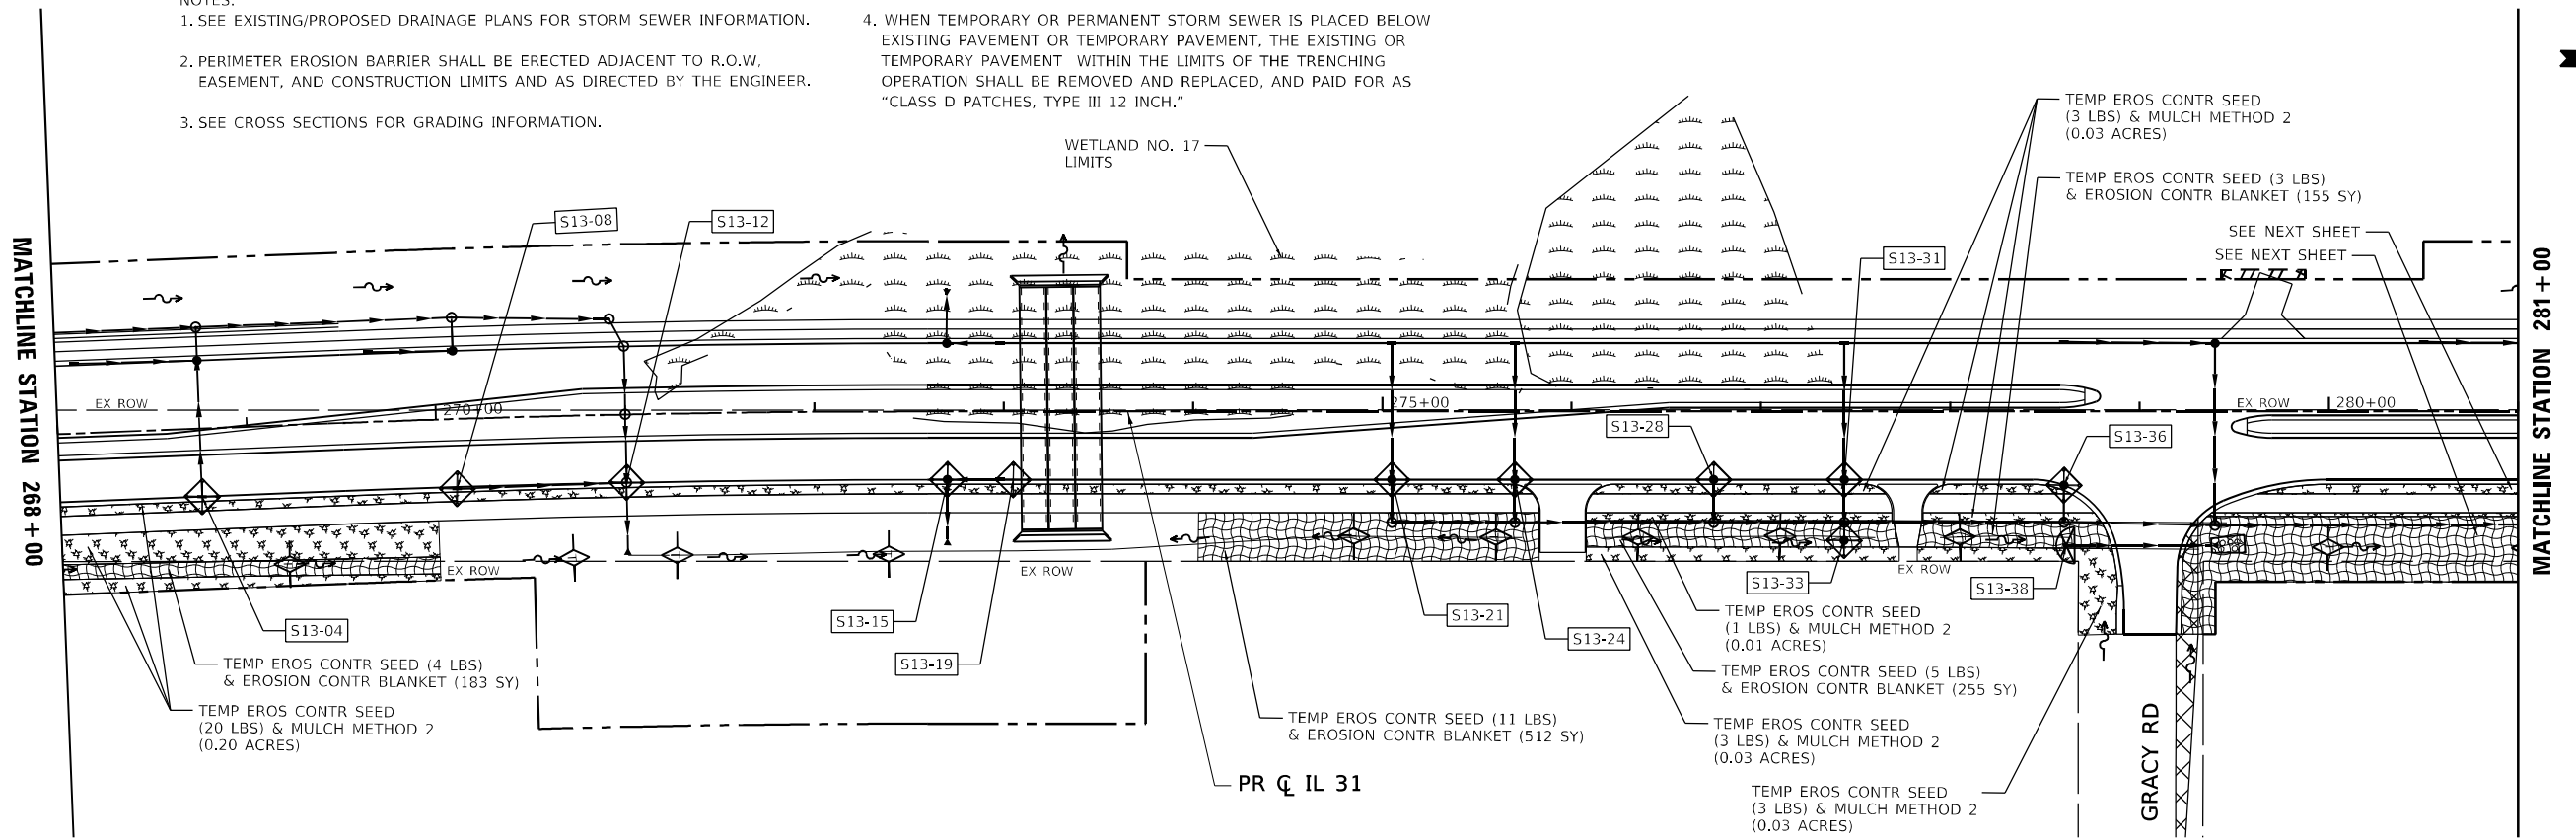 NOTES:
1. SEE EXISTING/PROPOSED DRAINAGE PLANS FOR STORM SEWER INFORMATION.
2. PERIMETER EROSION BARRIER SHALL BE ERECTED ADJACENT TO R.O.W,
EASEMENT, AND CONSTRUCTION LIMITS AND AS DIRECTED BY THE ENGINEER.
3. SEE CROSS SECTIONS FOR GRADING INFORMATION.
4. WHEN TEMPORARY OR PERMANENT STORM SEWER IS PLACED BELOW
EXISTING PAVEMENT OR TEMPORARY PAVEMENT, THE EXISTING OR
TEMPORARY PAVEMENT WITHIN THE LIMITS OF THE TRENCHING
OPERATION SHALL BE REMOVED AND REPLACED, AND PAID FOR AS
“CLASS D PATCHES, TYPE III 12 INCH.”
WETLAND NO. 17
LIMITS
TEMP EROS CONTR SEED
(3 LBS) & MULCH METHOD 2
(0.03 ACRES)
TEMP EROS CONTR SEED (3 LBS)
& EROSION CONTR BLANKET (155 SY)
SEE NEXT SHEET
SEE NEXT SHEET
MATCHLINE STATION 268+00
MATCHLINE STATION 281+00
S13-08
S13-12
S13-31
EX ROW
270+00
275+00
EX ROW
280+00
S13-28
S13-36
EX ROW
EX ROW
EX ROW
S13-33
S13-38
S13-04
S13-15
S13-19
S13-21
S13-24
TEMP EROS CONTR SEED (4 LBS)
& EROSION CONTR BLANKET (183 SY)
TEMP EROS CONTR SEED
(20 LBS) & MULCH METHOD 2
(0.20 ACRES)
TEMP EROS CONTR SEED
(1 LBS) & MULCH METHOD 2
(0.01 ACRES)
TEMP EROS CONTR SEED (5 LBS)
& EROSION CONTR BLANKET (255 SY)
TEMP EROS CONTR SEED (11 LBS)
& EROSION CONTR BLANKET (512 SY)
TEMP EROS CONTR SEED
(3 LBS) & MULCH METHOD 2
(0.03 ACRES)
TEMP EROS CONTR SEED
(3 LBS) & MULCH METHOD 2
(0.03 ACRES)
PR ℄ IL 31
GRACY RD